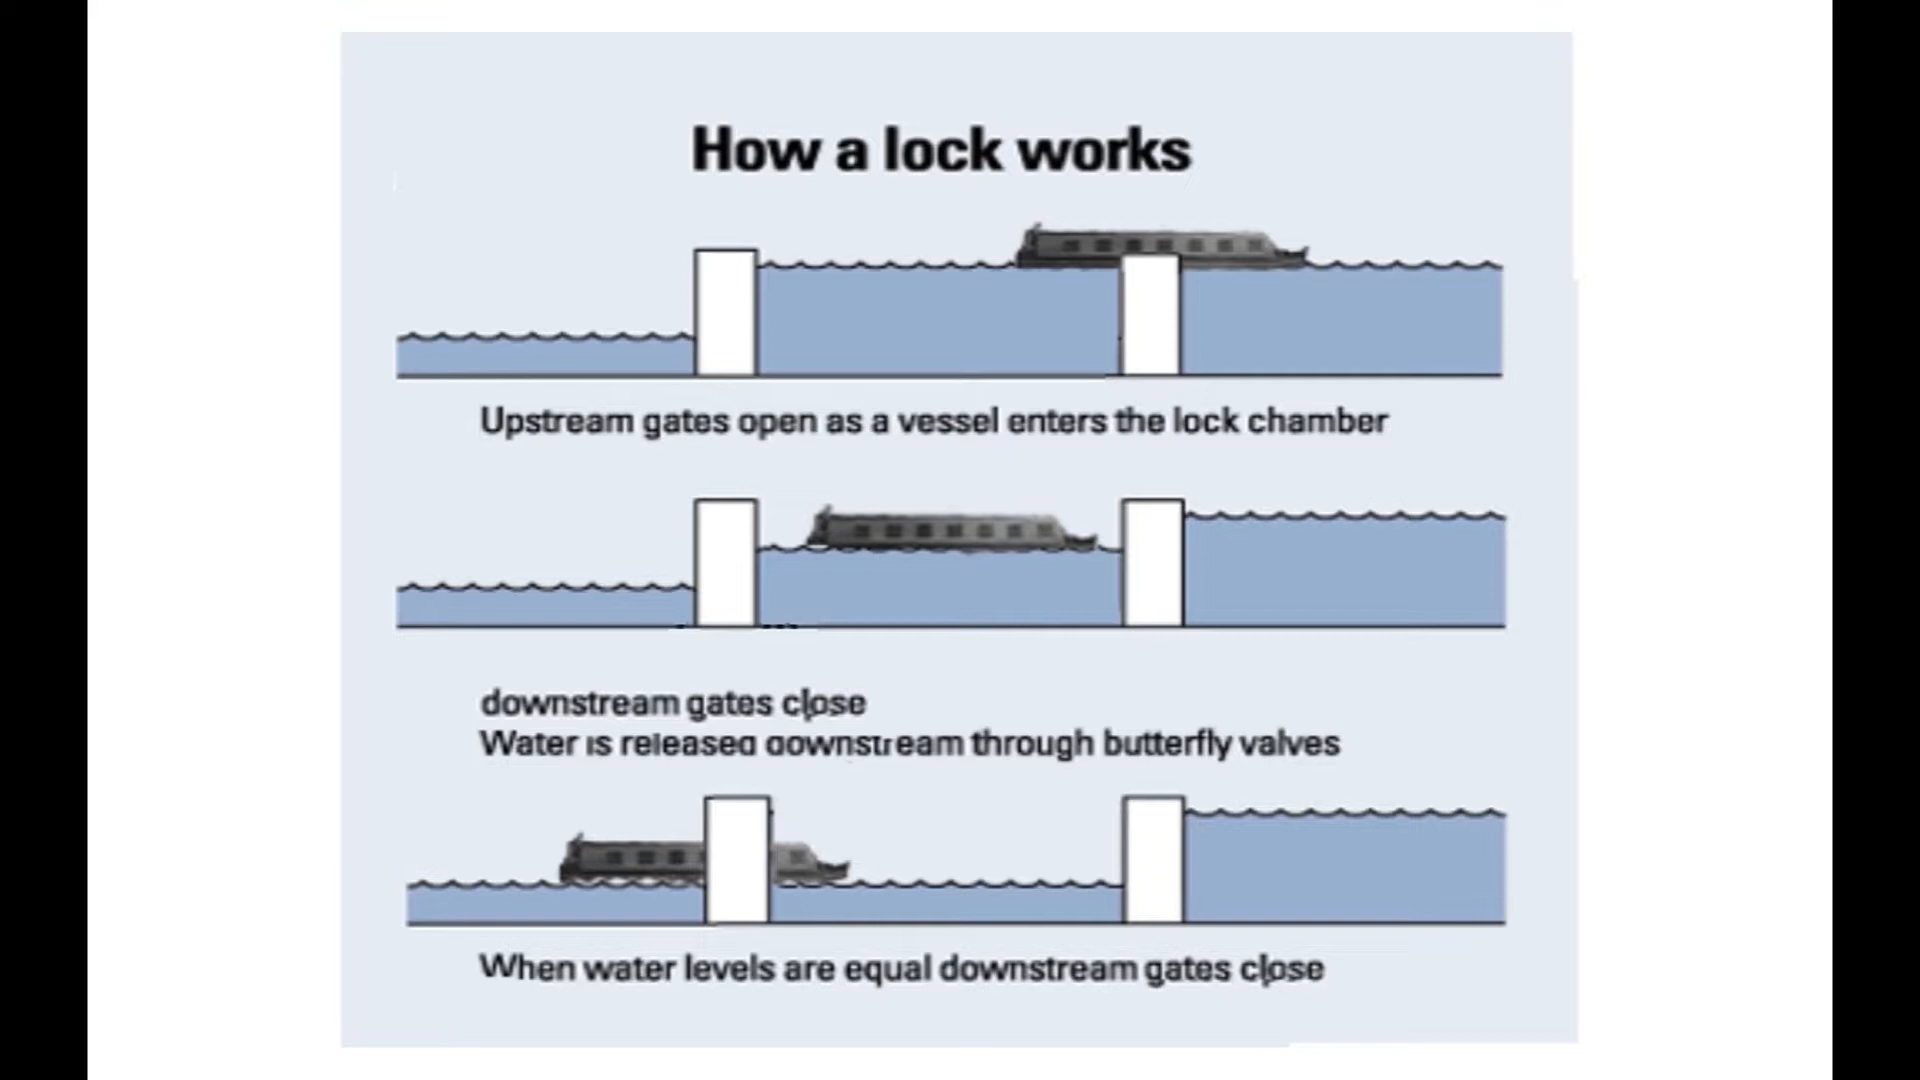 How a lock works
Upstream gates open as a vessel enters the lock chamber
downstream gates close
Water is released downstream through butterfly valves
When water levels are equal downstream gates close